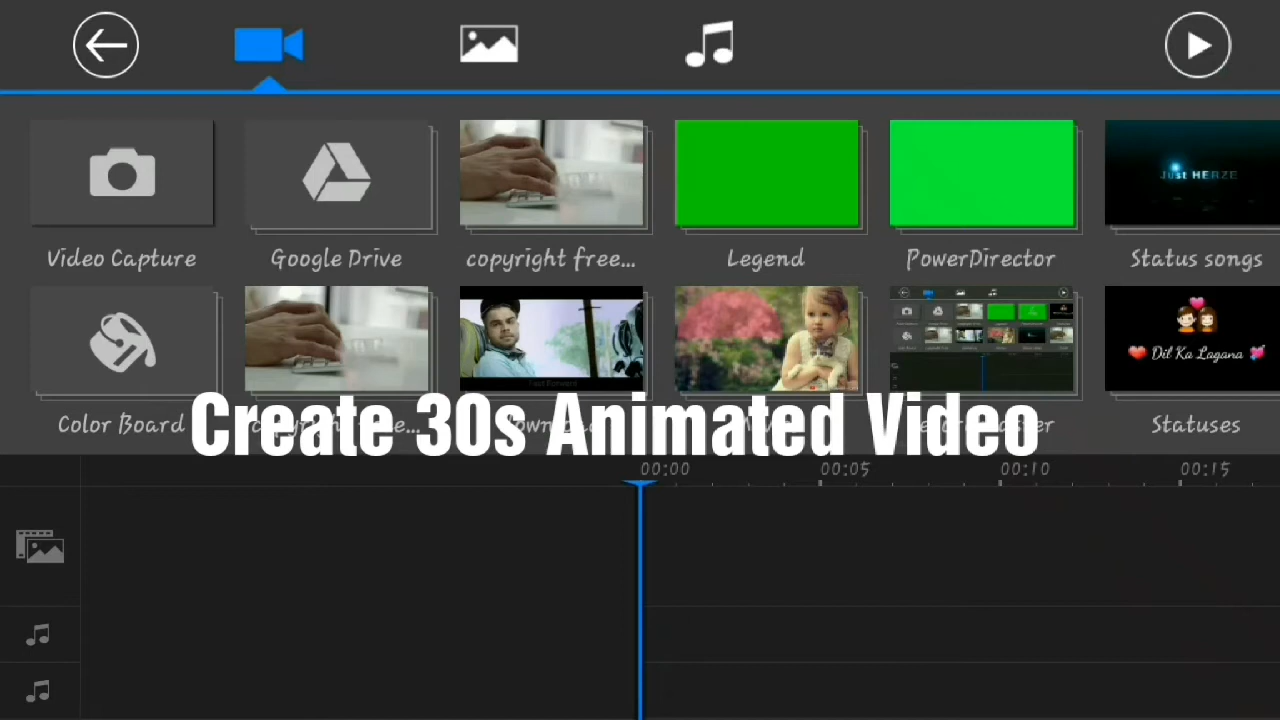 Just HERZE
Video Capture
Google Drive
copyright free...
Legend
PowerDirector
Status songs
Dil Ka Lagana
Color Board
Create 30s Animated Video
Statuses
00:00
00:05
00:10
00:15